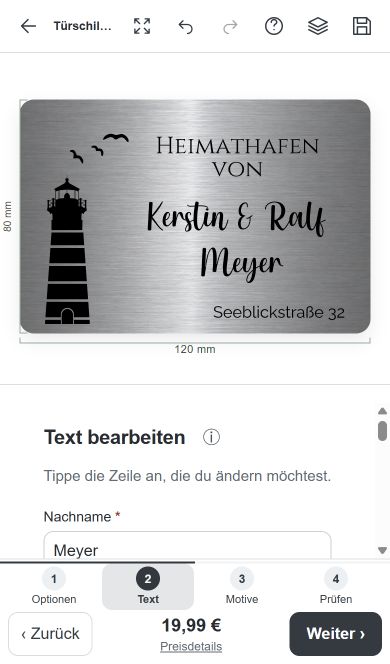 Türschil...
HEIMATHAFEN
VON
Kerstin & Ralf
Meyer
Seeblickstraße 32
80 mm
120 mm
Text bearbeiten
Tippe die Zeile an, die du ändern möchtest.
Nachname *
Meyer
1 2 3 4
Optionen Text Motive Prüfen
‹ Zurück
19,99 €
Preisdetails
Weiter ›